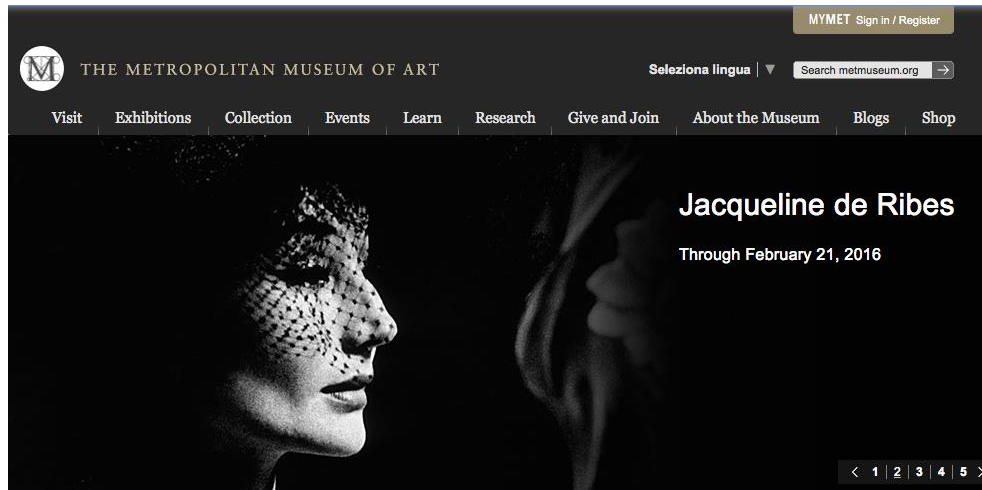 MYMET Sign in / Register
M
THE METROPOLITAN MUSEUM OF ART
Seleziona lingua
Search metmuseum.org
Visit Exhibitions Collection Events Learn Research Give and Join About the Museum Blogs Shop
Jacqueline de Ribes
Through February 21, 2016
1 2 3 4 5